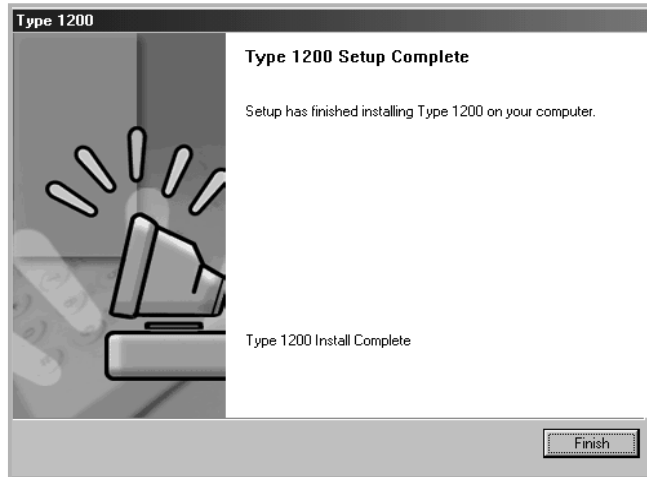 Type 1200
Type 1200 Setup Complete
Setup has finished installing Type 1200 on your computer.
Type 1200 Install Complete
Finish